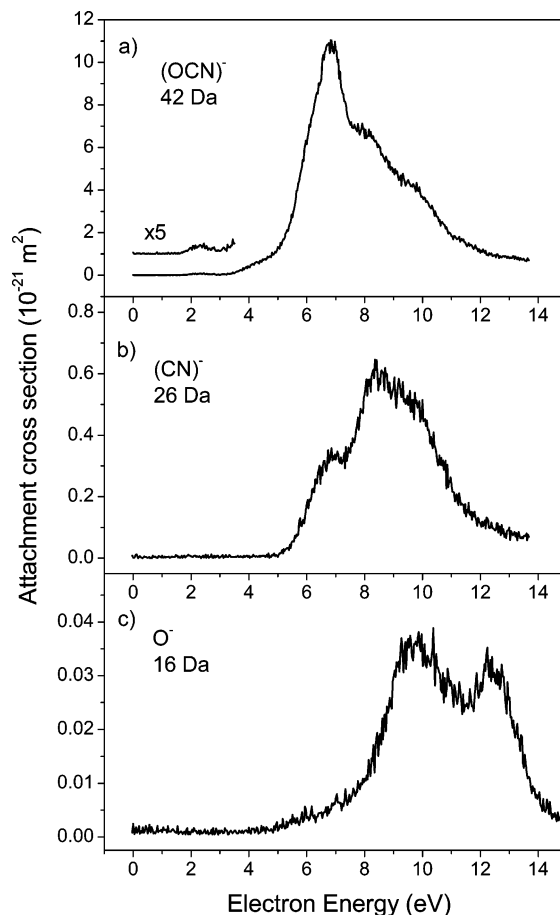 Attachment cross section (10⁻²¹ m²)
a)
(OCN)⁻
42 Da
x5
12
10
8
6
4
2
0
0 2 4 6 8 10 12 14
b)
(CN)⁻
26 Da
0.8
0.6
0.4
0.2
0.0
0 2 4 6 8 10 12 14
c)
O⁻
16 Da
0.04
0.03
0.02
0.01
0.00
0 2 4 6 8 10 12 14
Electron Energy (eV)